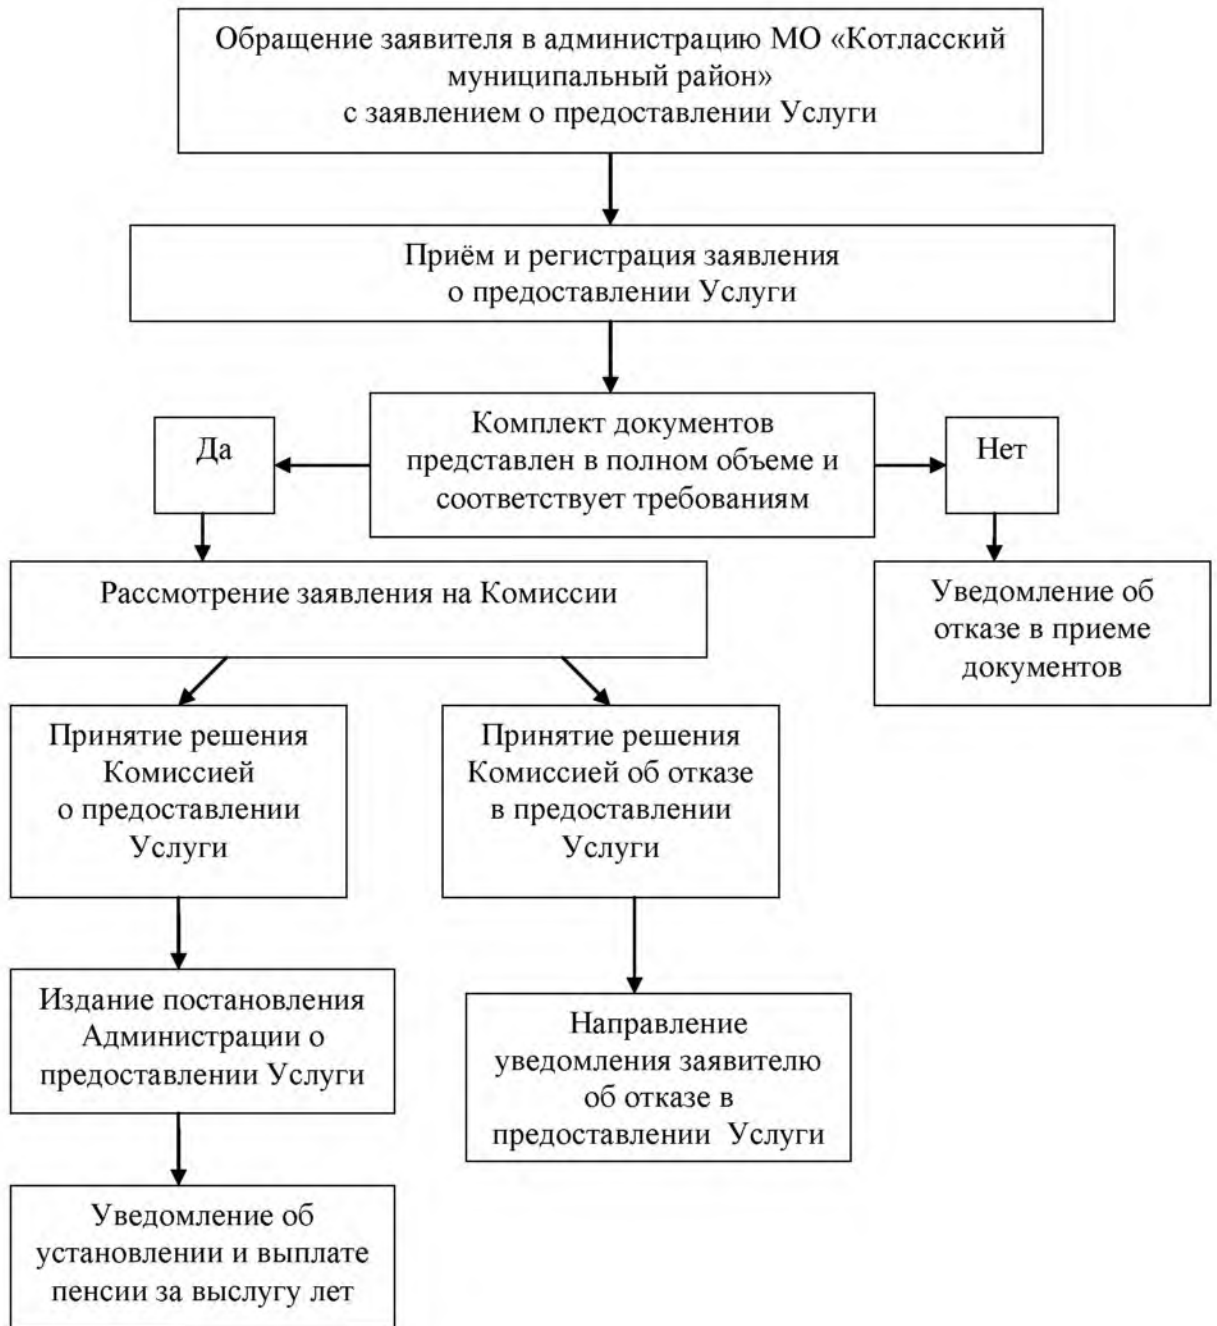 Обращение заявителя в администрацию МО «Котласский
муниципальный район»
с заявлением о предоставлении Услуги
Приём и регистрация заявления
о предоставлении Услуги
Комплект документов
представлен в полном объеме и
соответствует требованиям
Да
Нет
Рассмотрение заявления на Комиссии
Уведомление об
отказе в приеме
документов
Принятие решения
Комиссией
о предоставлении
Услуги
Принятие решения
Комиссией об отказе
в предоставлении
Услуги
Издание постановления
Администрации о
предоставлении Услуги
Направление
уведомления заявителю
об отказе в
предоставлении Услуги
Уведомление об
установлении и выплате
пенсии за выслугу лет